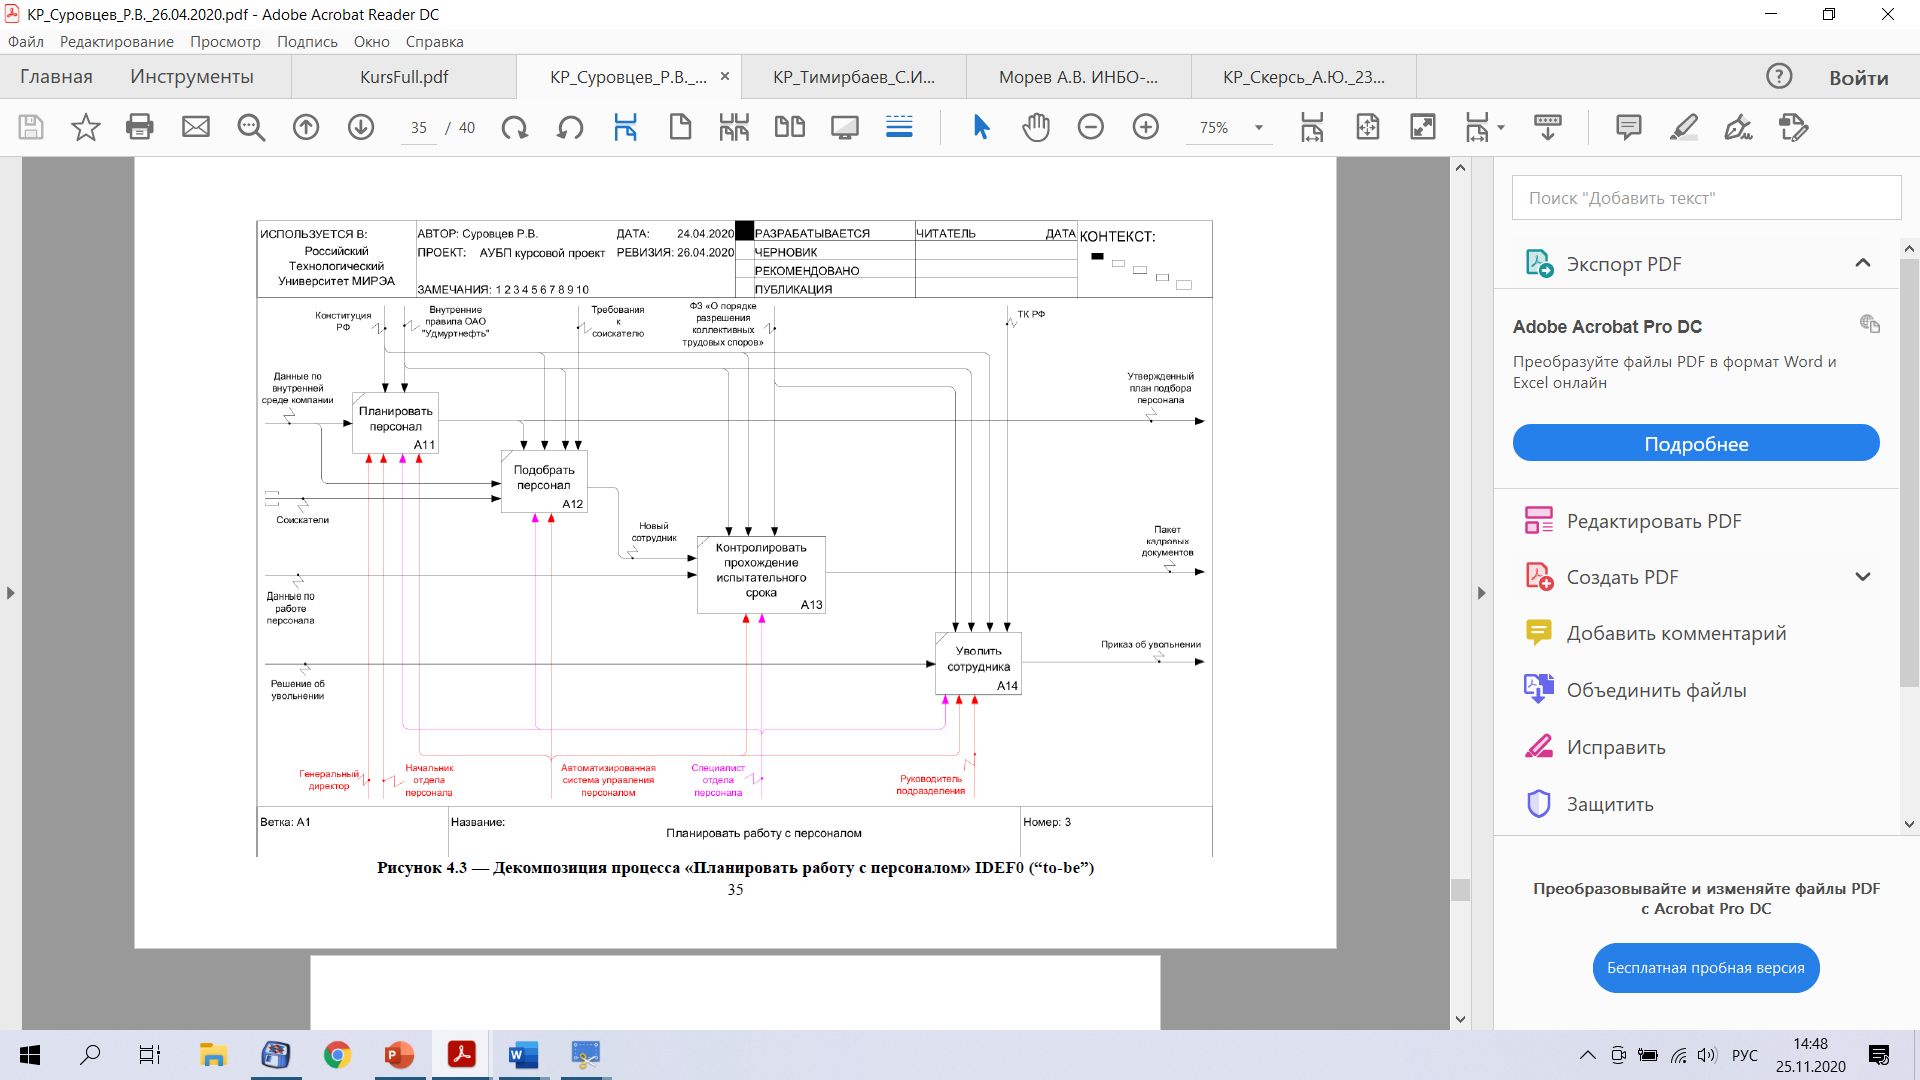 КР_Суровцев_Р.В._26.04.2020.pdf - Adobe Acrobat Reader DC
Файл Редактирование Просмотр Подпись Окно Справка
Главная Инструменты KursFull.pdf КР_Суровцев_Р.В._... КР_Тимирбаев_С.И... Морев А.В. ИНБО-... КР_Скерсь_А.Ю._23... Войти
35 / 40 75%
ИСПОЛЬЗУЕТСЯ В:
Российский
Технологический
Университет МИРЭА
АВТОР: Суровцев Р.В. ДАТА: 24.04.2020
ПРОЕКТ: АУБП курсовой проект РЕВИЗИЯ: 26.04.2020
ЗАМЕЧАНИЯ: 1 2 3 4 5 6 7 8 9 10
РАЗРАБАТЫВАЕТСЯ
ЧЕРНОВИК
РЕКОМЕНДОВАНО
ПУБЛИКАЦИЯ
ЧИТАТЕЛЬ ДАТА
КОНТЕКСТ:
Конституция
РФ
Внутренние
правила ОАО
"Удмуртнефть"
Требования
к
соискателю
ФЗ «О порядке
разрешения
коллективных
трудовых споров»
ТК РФ
Данные по
внутренней
среде компании
Утвержденный
план подбора
персонала
Планировать
персонал
А11
Подобрать
персонал
А12
Соискатели
Новый
сотрудник
Пакет
кадровых
документов
Контролировать
прохождение
испытательного
срока
А13
Данные по
работе
персонала
Уволить
сотрудника
А14
Приказ об увольнении
Решение об
увольнении
Генеральный
директор
Начальник
отдела
персонала
Автоматизированная
система управления
персоналом
Специалист
отдела
персонала
Руководитель
подразделения
Ветка: А1
Название:
Планировать работу с персоналом
Номер: 3
Рисунок 4.3 — Декомпозиция процесса «Планировать работу с персоналом» IDEF0 (“to-be”)
35
Поиск "Добавить текст"
Экспорт PDF
Adobe Acrobat Pro DC
Преобразуйте файлы PDF в формат Word и
Excel онлайн
Подробнее
Редактировать PDF
Создать PDF
Добавить комментарий
Объединить файлы
Исправить
Защитить
Преобразовывайте и изменяйте файлы PDF
с Acrobat Pro DC
Бесплатная пробная версия
РУС
14:48
25.11.2020